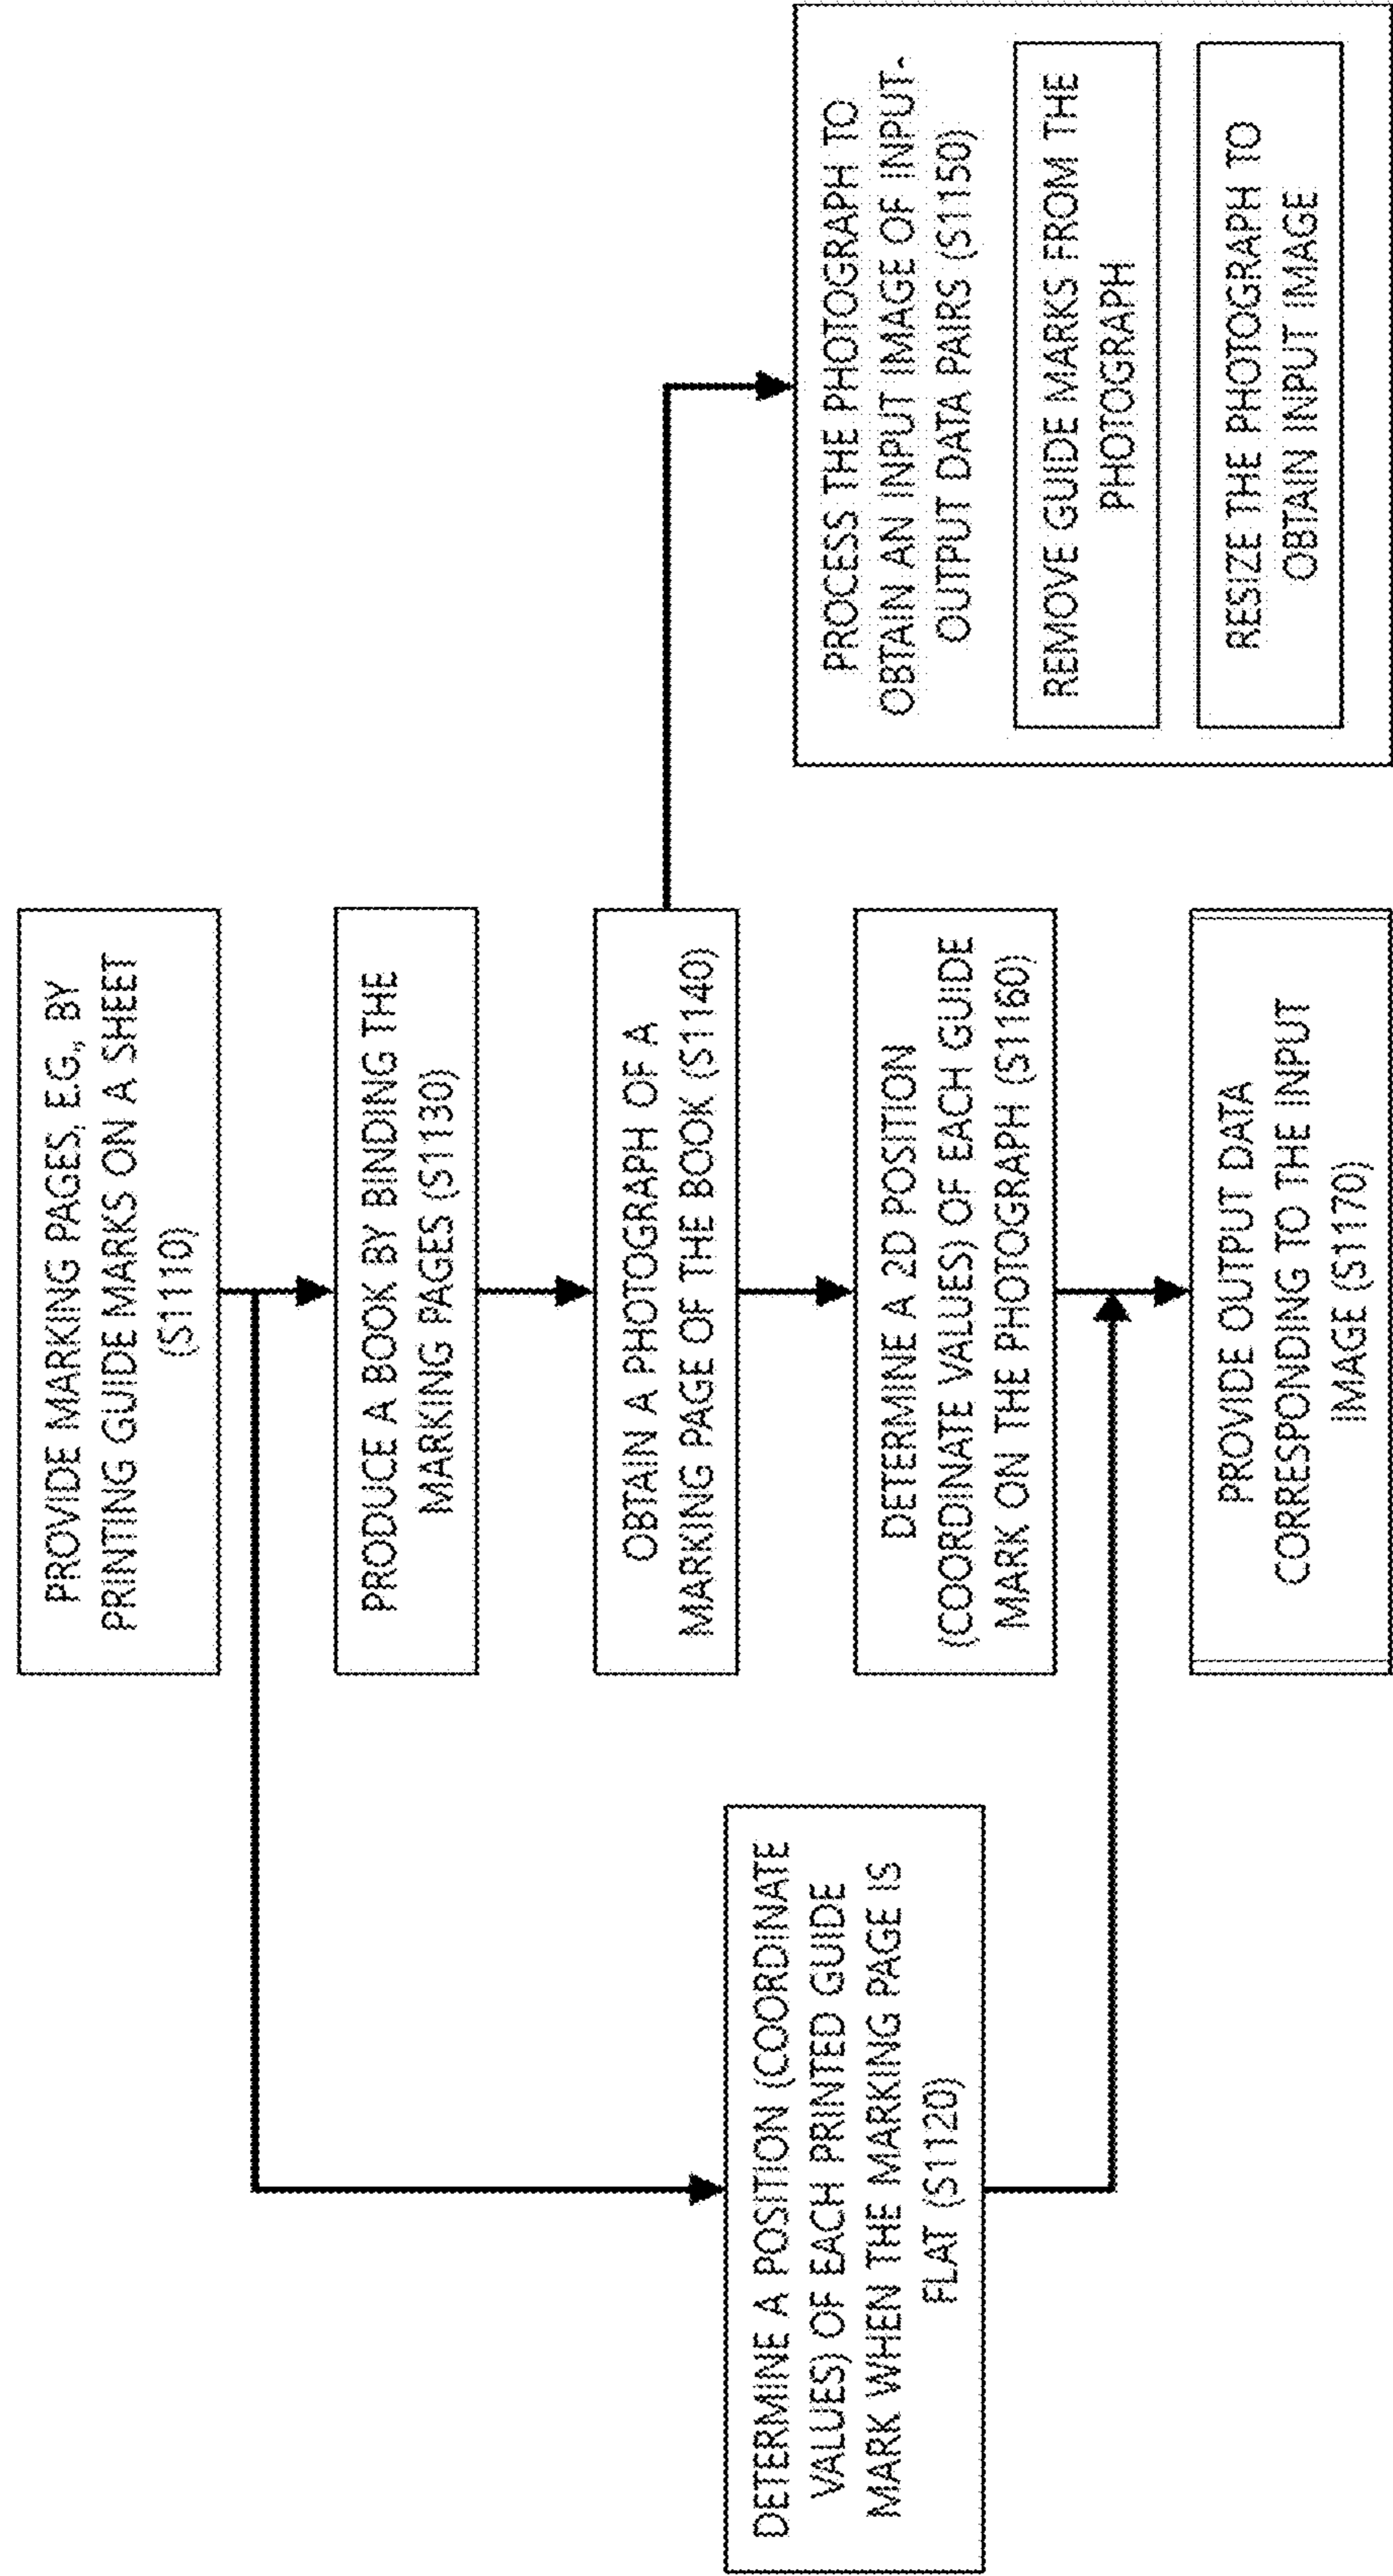 PROVIDE MARKING PAGES, E.G., BY
PRINTING GUIDE MARKS ON A SHEET
(S1110)
PRODUCE A BOOK BY BINDING THE
MARKING PAGES (S1130)
OBTAIN A PHOTOGRAPH OF A
MARKING PAGE OF THE BOOK (S1140)
DETERMINE A POSITION (COORDINATE
VALUES) OF EACH PRINTED GUIDE
MARK WHEN THE MARKING PAGE IS
FLAT (S1120)
DETERMINE A 2D POSITION
(COORDINATE VALUES) OF EACH GUIDE
MARK ON THE PHOTOGRAPH (S1160)
PROCESS THE PHOTOGRAPH TO
OBTAIN AN INPUT IMAGE OF INPUT-
OUTPUT DATA PAIRS (S1150)
REMOVE GUIDE MARKS FROM THE
PHOTOGRAPH
RESIZE THE PHOTOGRAPH TO
OBTAIN INPUT IMAGE
PROVIDE OUTPUT DATA
CORRESPONDING TO THE INPUT
IMAGE (S1170)